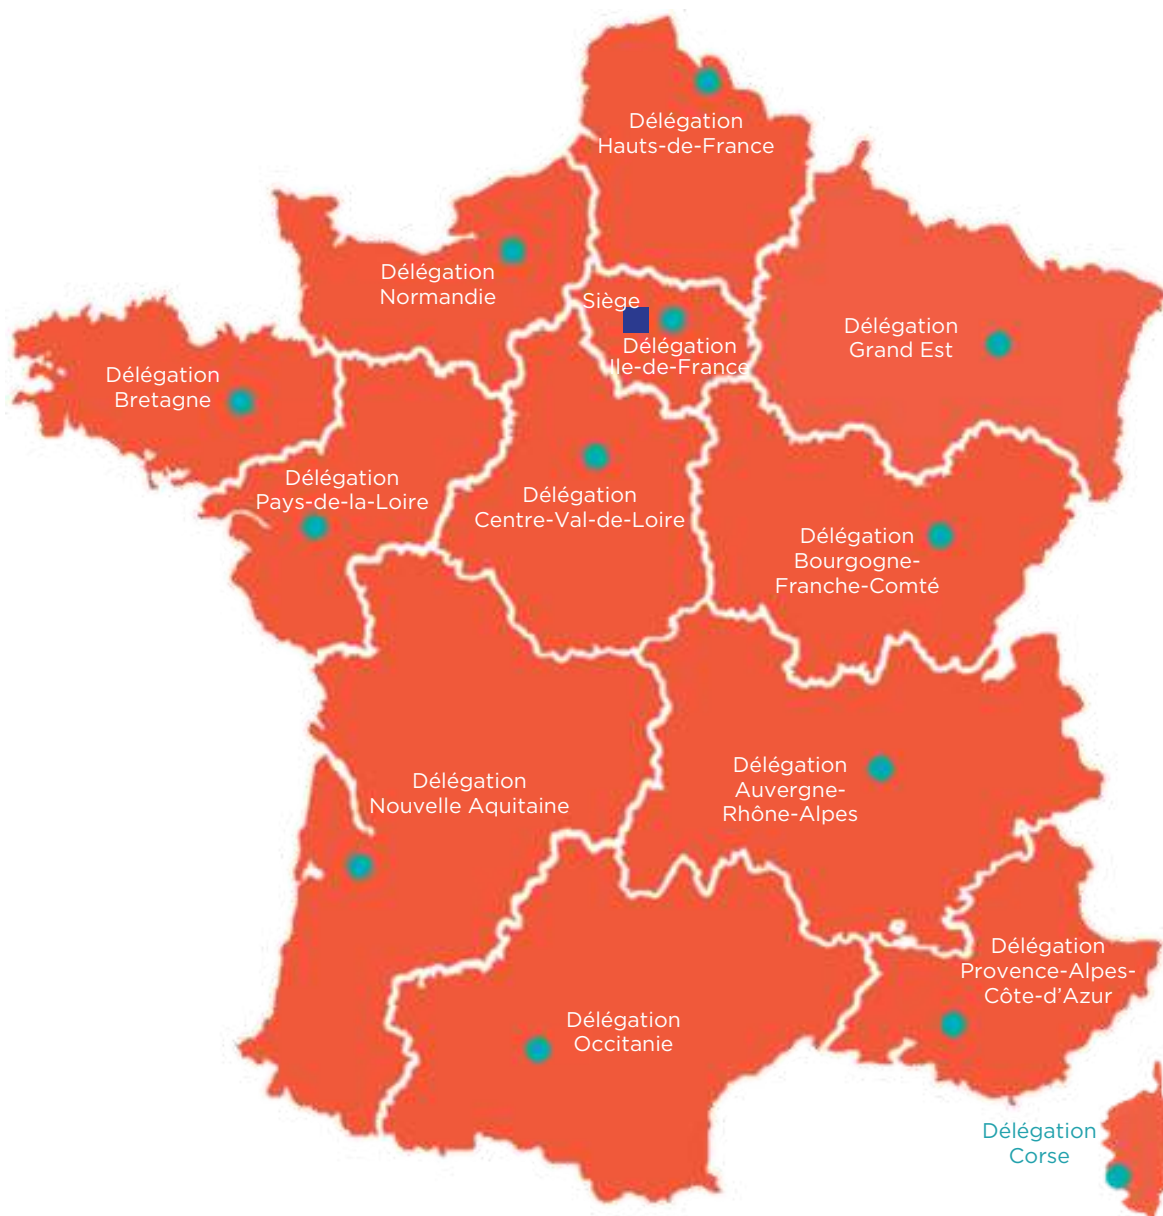 Délégation
Hauts-de-France
Délégation
Normandie
Siège
Délégation
Ile-de-France
Délégation
Grand Est
Délégation
Bretagne
Délégation
Pays-de-la-Loire
Délégation
Centre-Val-de-Loire
Délégation
Bourgogne-
Franche-Comté
Délégation
Nouvelle Aquitaine
Délégation
Auvergne-
Rhône-Alpes
Délégation
Provence-Alpes-
Côte-d'Azur
Délégation
Occitanie
Délégation
Corse